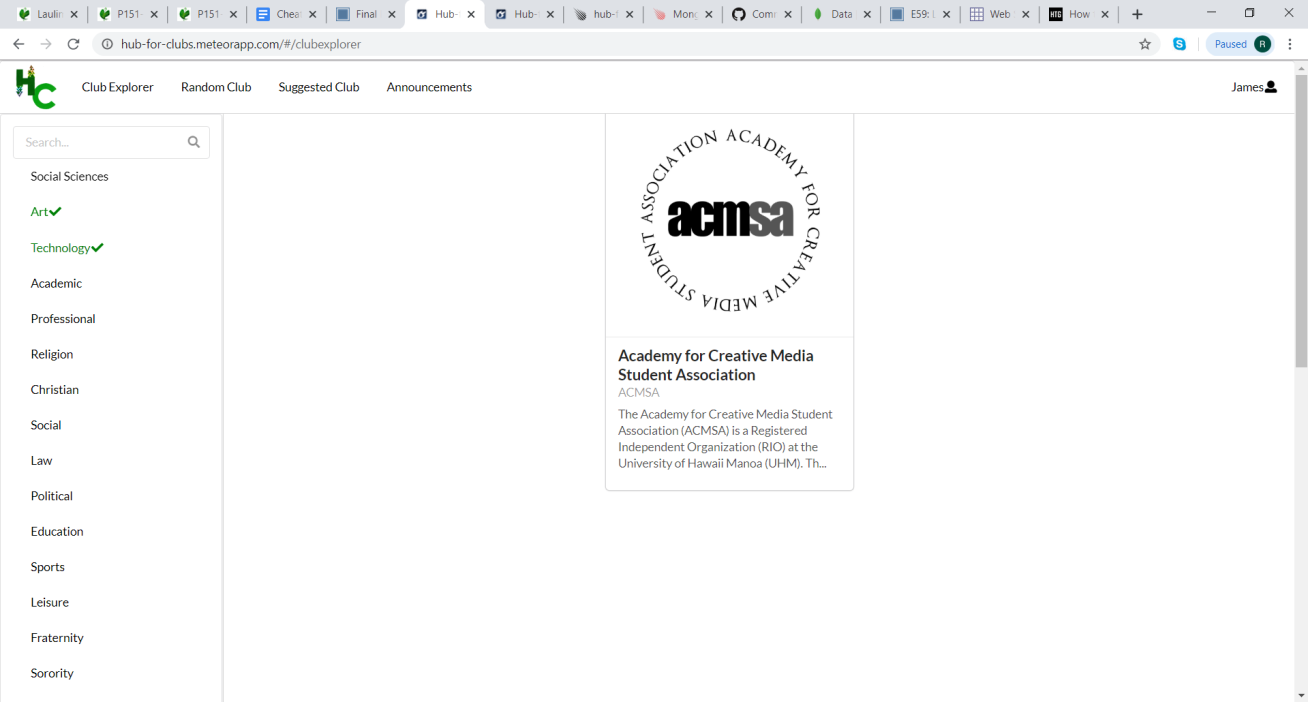 Laulin
P151-
P151
Chea
Final
Hub-
Hub-
hub-f
Mong
Comr
Data
E59: I
Web
HTG How
hub-for-clubs.meteorapp.com/#/clubexplorer
S
Paused R
HC
Club Explorer Random Club Suggested Club Announcements
James
Search...
Social Sciences
Art
Technology
Academic
Professional
Religion
Christian
Social
Law
Political
Education
Sports
Leisure
Fraternity
Sorority
ACADEMY FOR CREATIVE MEDIA STUDENT ASSOCIATION
acmsa
Academy for Creative Media
Student Association
ACMSA
The Academy for Creative Media Student
Association (ACMSA) is a Registered
Independent Organization (RIO) at the
University of Hawaii Manoa (UHM). Th...